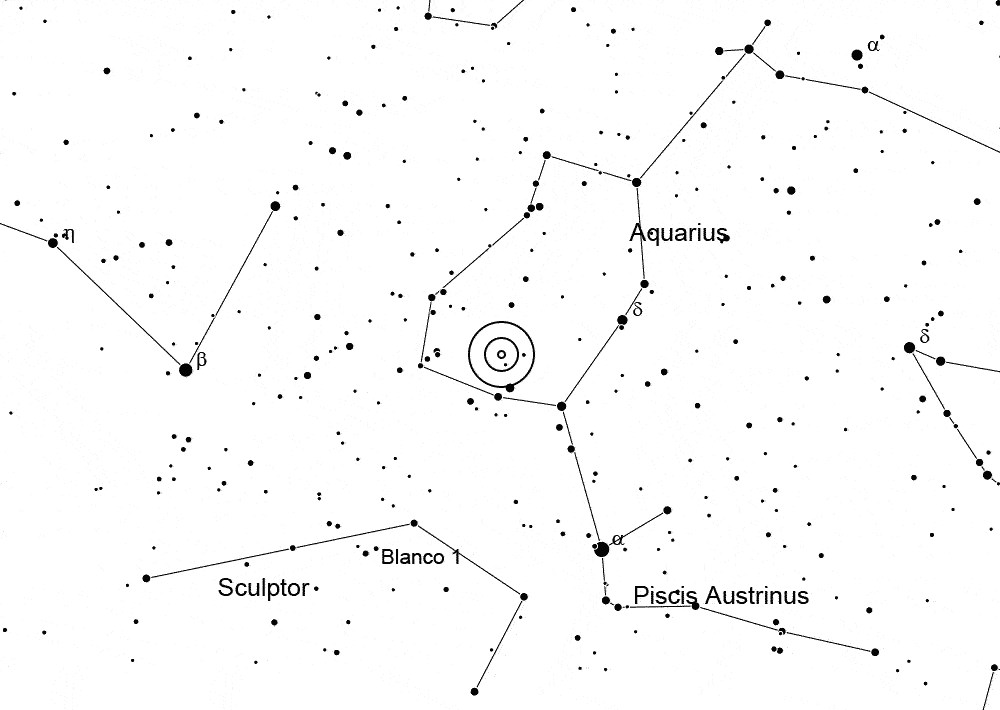 α
η
Aquarius
δ
δ
β
α
Blanco 1
Sculptor
Piscis Austrinus